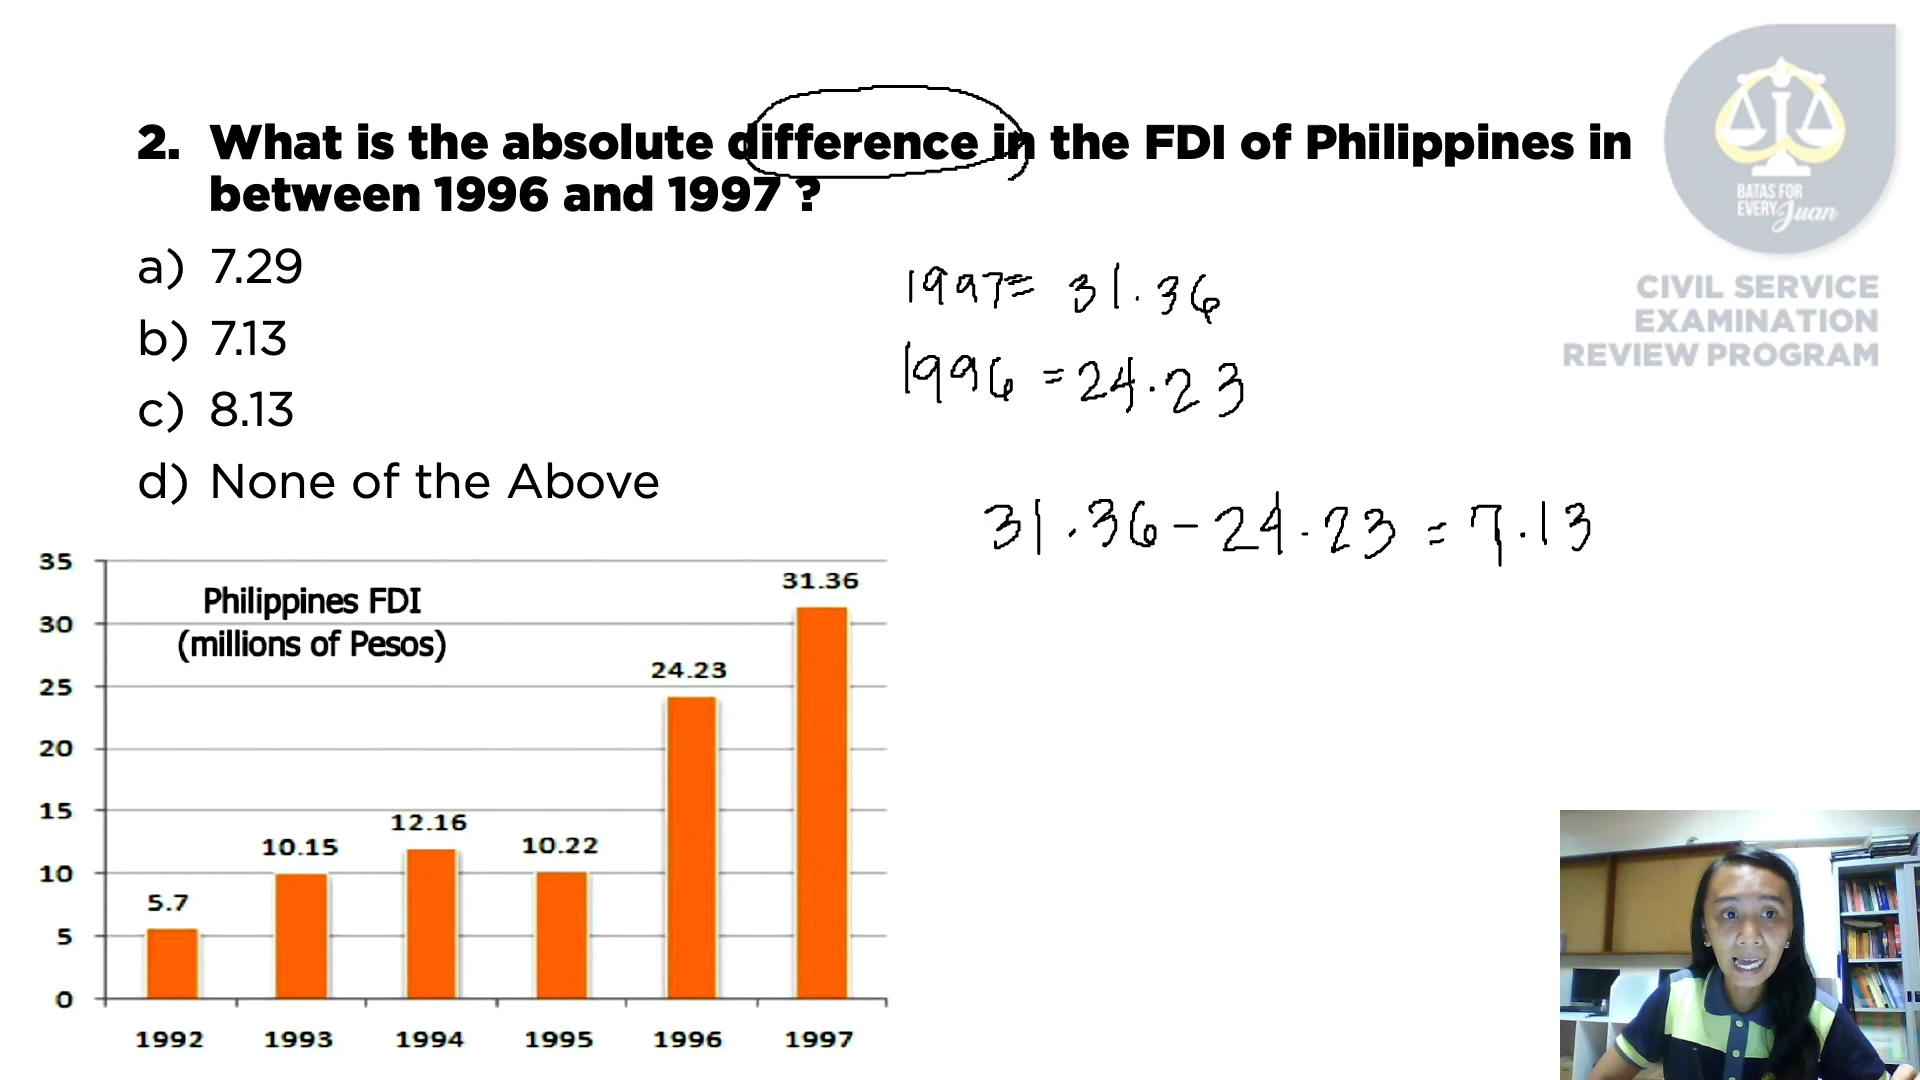 2. What is the absolute difference in the FDI of Philippines in
between 1996 and 1997 ?
a) 7.29
b) 7.13
c) 8.13
d) None of the Above
1997 = 31.36
1996 = 24.23
31.36 - 24.23 = 7.13
BATAS FOR
EVERY Juan
CIVIL SERVICE
EXAMINATION
REVIEW PROGRAM
Philippines FDI
(millions of Pesos)
35
30
25
20
15
10
5
0
5.7
10.15
12.16
10.22
24.23
31.36
1992 1993 1994 1995 1996 1997